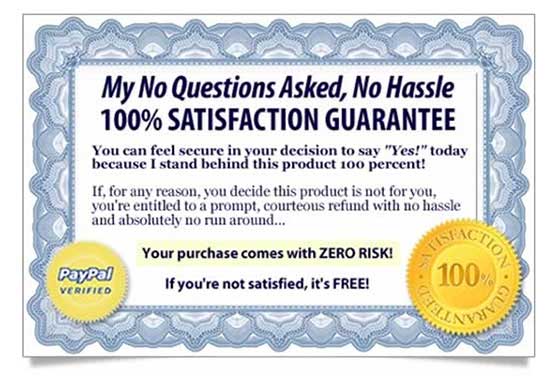 My No Questions Asked, No Hassle
100% SATISFACTION GUARANTEE
You can feel secure in your decision to say "Yes!" today
because I stand behind this product 100 percent!
If, for any reason, you decide this product is not for you,
you're entitled to a prompt, courteous refund with no hassle
and absolutely no run around...
Your purchase comes with ZERO RISK!
If you're not satisfied, it's FREE!
PayPal
VERIFIED
SATISFACTION
100%
GUARANTEED